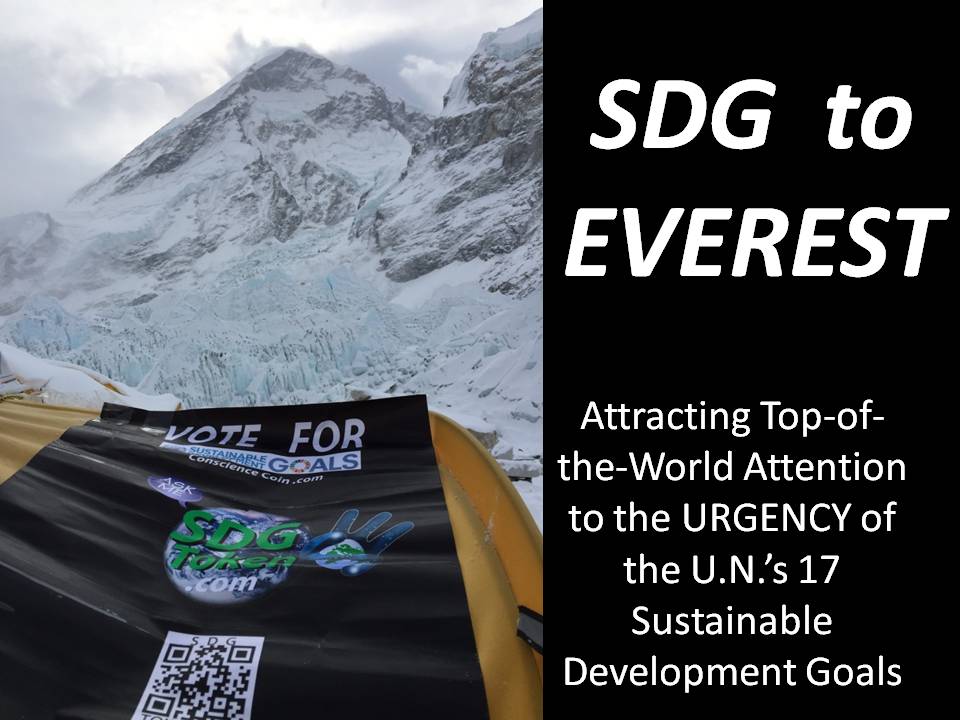 SDG to
EVEREST
Attracting Top-of-
the-World Attention
to the URGENCY of
the U.N.’s 17
Sustainable
Development Goals
VOTE FOR
SUSTAINABLE
DEVELOPMENT
GOALS
Conscience Coin.com
ASK
ME
SDG
Token
.com
SDG